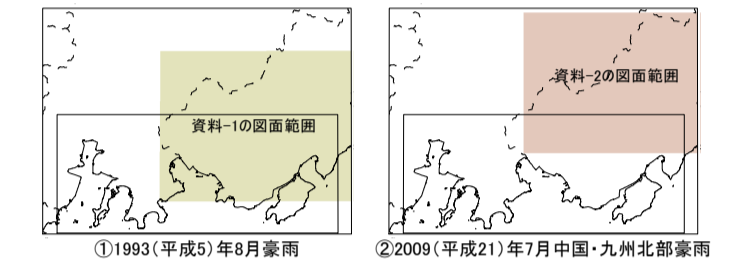 資料-1の図面範囲
資料-2の図面範囲
①1993(平成5)年8月豪雨
②2009(平成21)年7月中国・九州北部豪雨